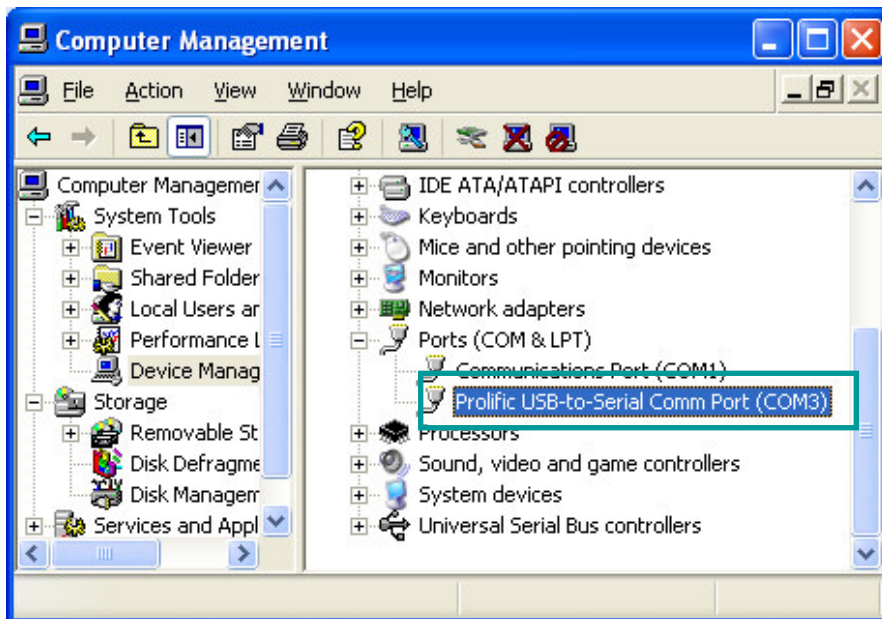 Computer Management
File Action View Window Help
Computer Managemer
System Tools
Event Viewer
Shared Folder
Local Users ar
Performance L
Device Manag
Storage
Removable St
Disk Defragme
Disk Managem
Services and Appl
IDE ATA/ATAPI controllers
Keyboards
Mice and other pointing devices
Monitors
Network adapters
Ports (COM & LPT)
Communications Port (COM1)
Prolific USB-to-Serial Comm Port (COM3)
Processors
Sound, video and game controllers
System devices
Universal Serial Bus controllers